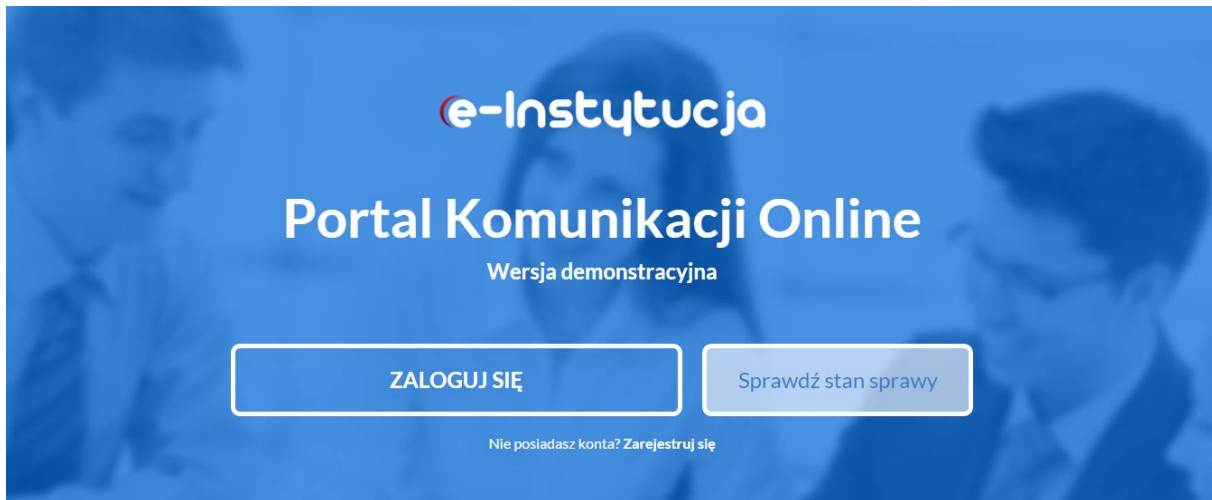 e-Instytucja
Portal Komunikacji Online
Wersja demonstracyjna
ZALOGUJ SIĘ
Sprawdź stan sprawy
Nie posiadasz konta? Zarejestruj się